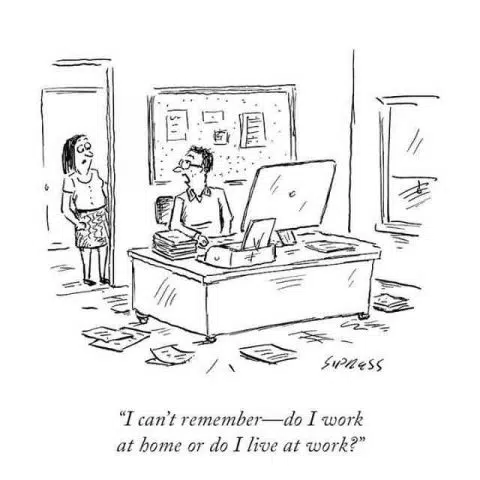 SIPRESS
“I can’t remember—do I work
at home or do I live at work?”